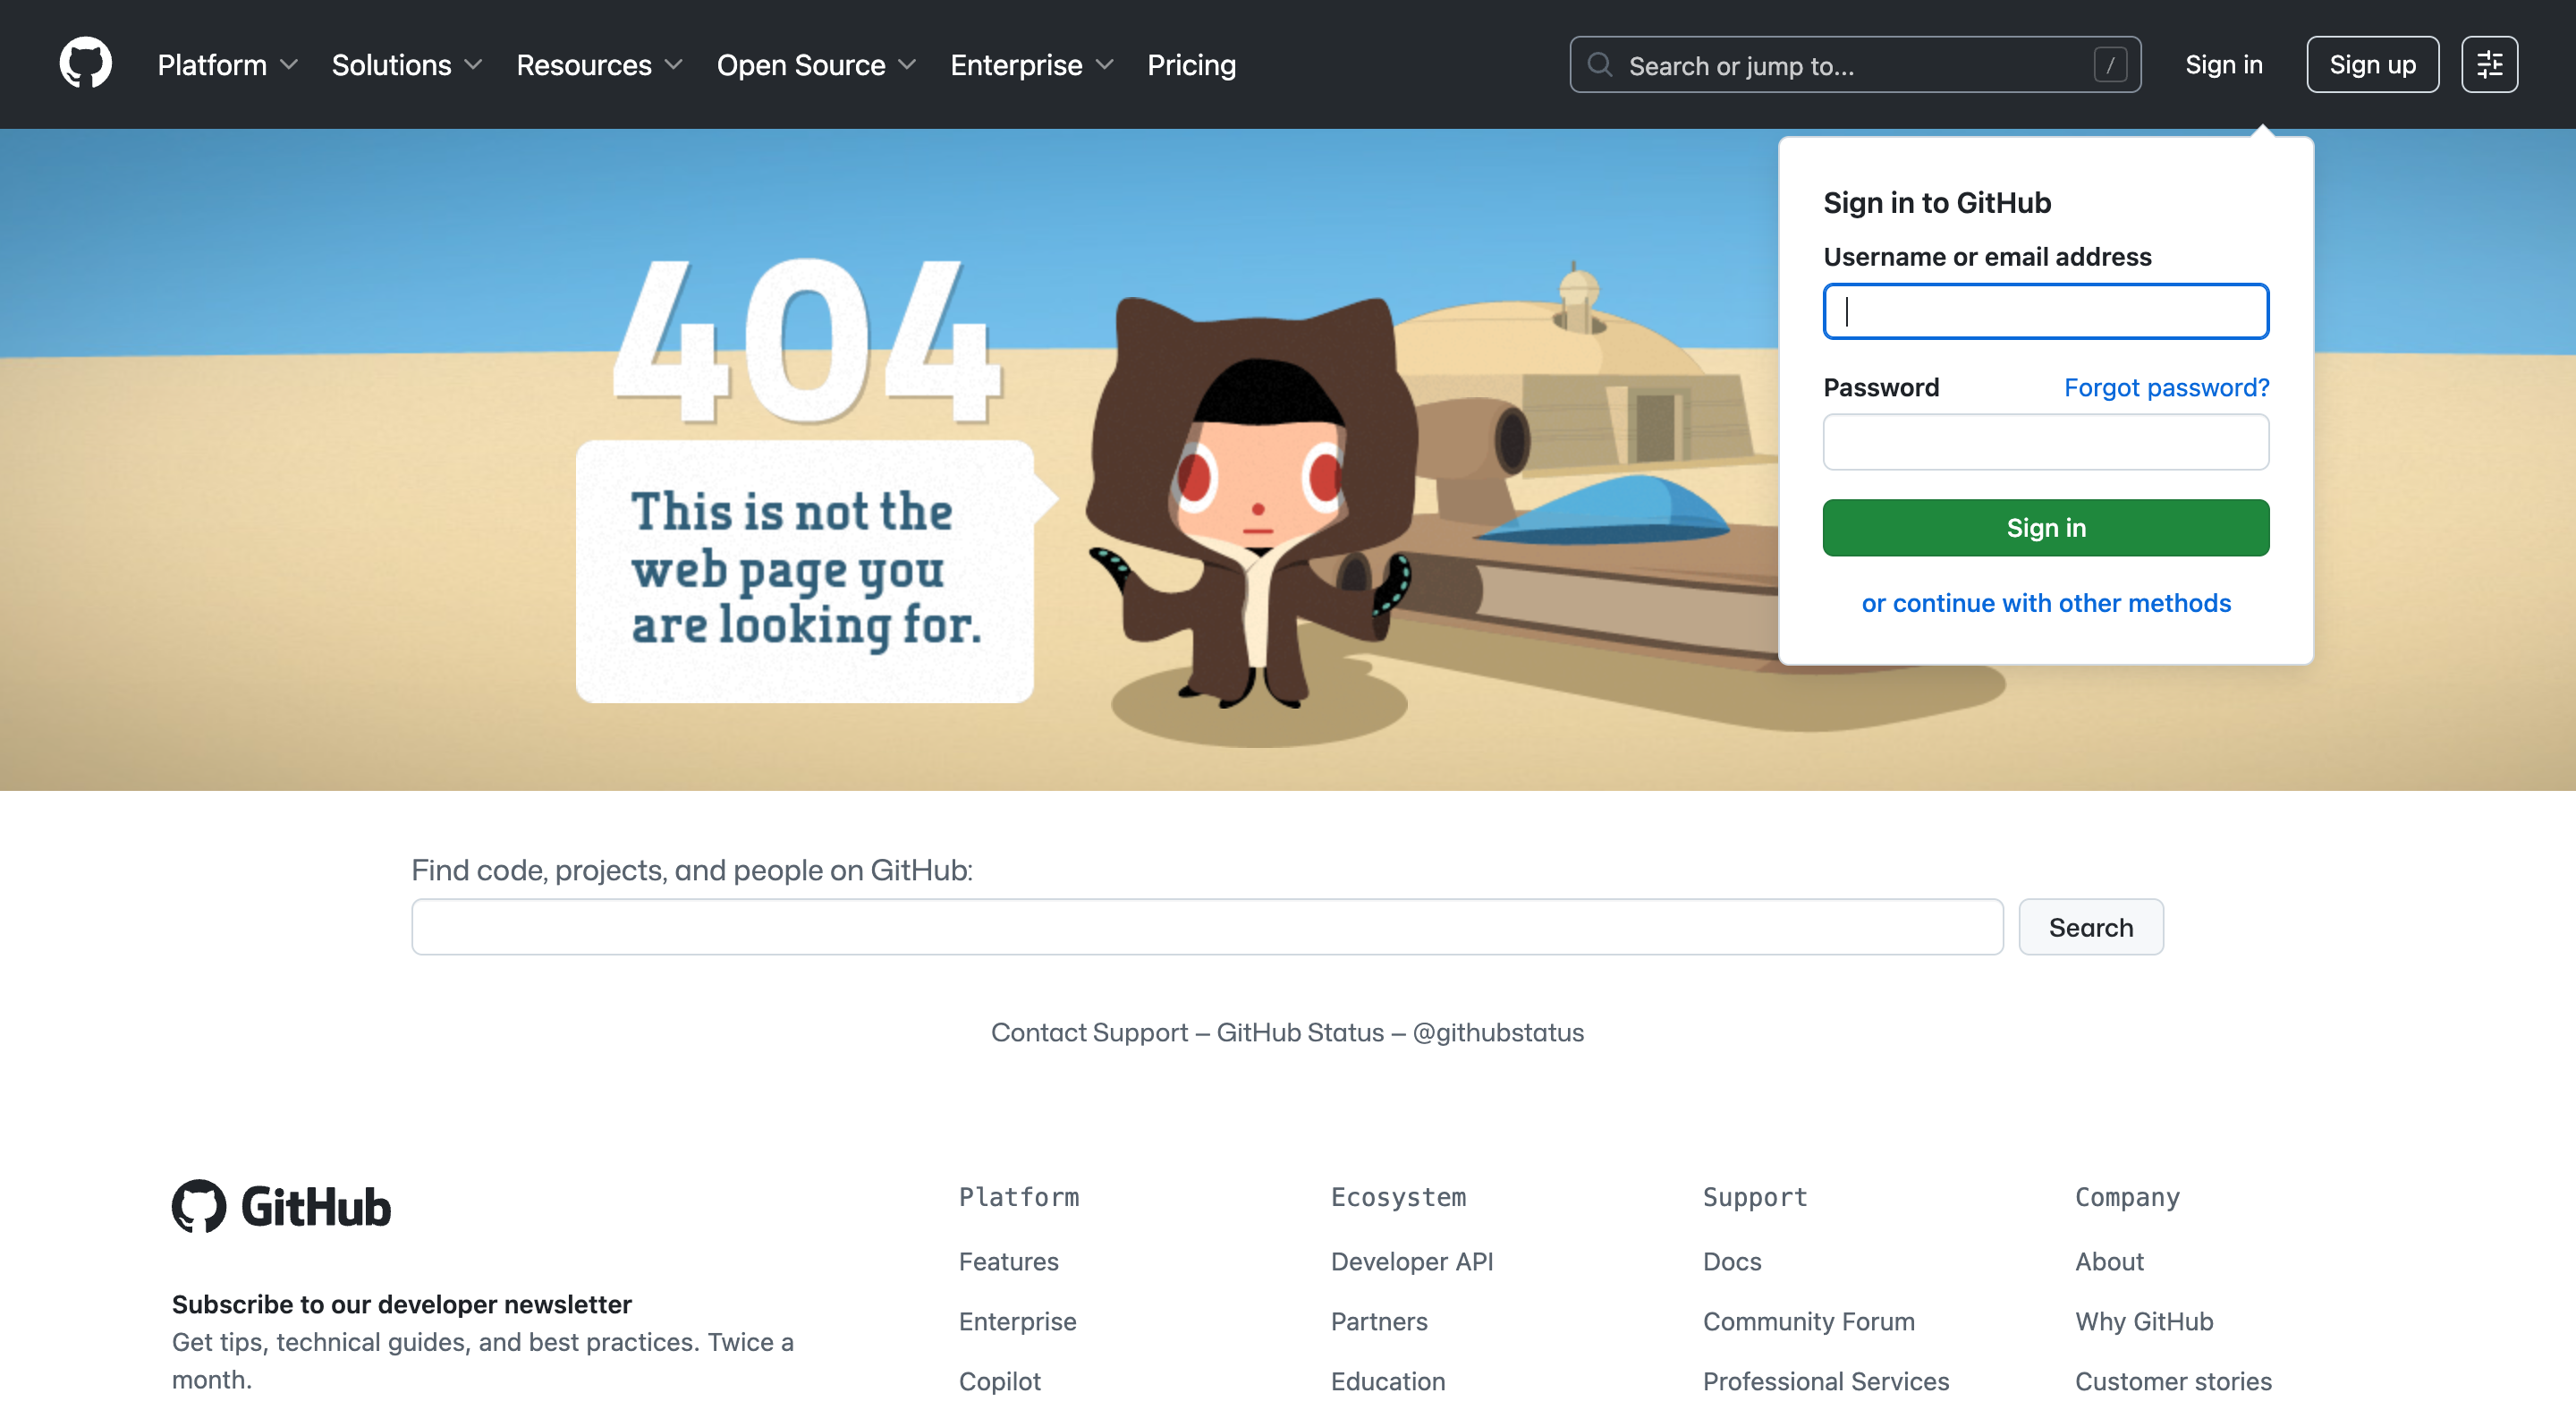 Platform Solutions Resources Open Source Enterprise Pricing Search or jump to... / Sign in Sign up
Sign in to GitHub
Username or email address
Password Forgot password?
Sign in
or continue with other methods
404
This is not the
web page you
are looking for.
Find code, projects, and people on GitHub:
Search
Contact Support — GitHub Status — @githubstatus
GitHub
Subscribe to our developer newsletter
Get tips, technical guides, and best practices. Twice a
month.
Platform
Features
Enterprise
Copilot
Ecosystem
Developer API
Partners
Education
Support
Docs
Community Forum
Professional Services
Company
About
Why GitHub
Customer stories